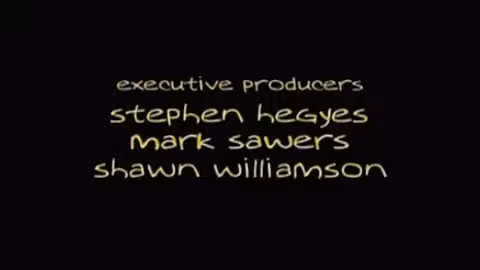 executive producers
stephen hegyes
mark sawers
shawn williamson